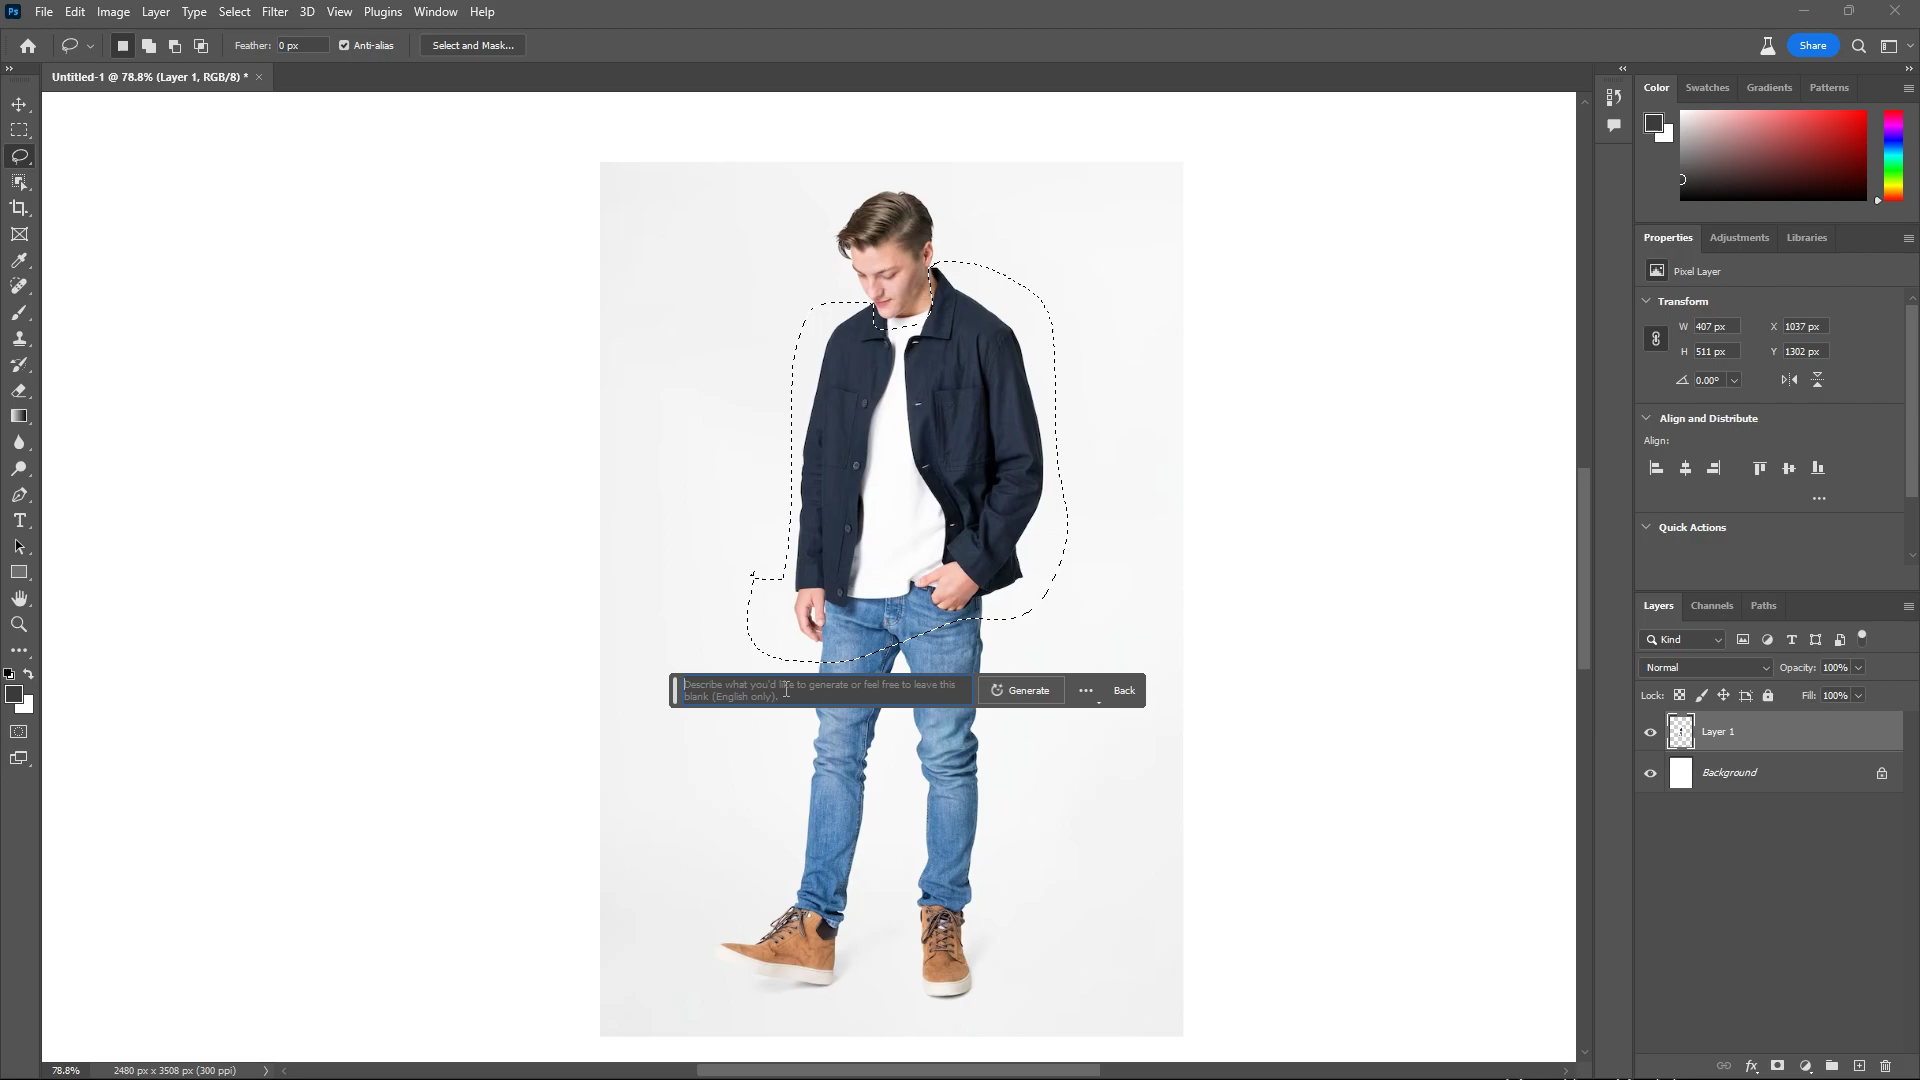 Ps File Edit Image Layer Type Select Filter 3D View Plugins Window Help
Feather: 0 px Anti-alias Select and Mask... Share
Untitled-1 @ 78.8% (Layer 1, RGB/8) *
Color Swatches Gradients Patterns
Properties Adjustments Libraries
Pixel Layer
Transform
W 407 px X 1037 px
H 511 px Y 1302 px
0.00°
Align and Distribute
Align:
Quick Actions
Layers Channels Paths
Kind
Normal Opacity: 100%
Lock: Fill: 100%
Layer 1
Background
Describe what you'd like to generate or feel free to leave this
blank (English only).
Generate
Back
78.8% 2480 px x 3508 px (300 ppi)